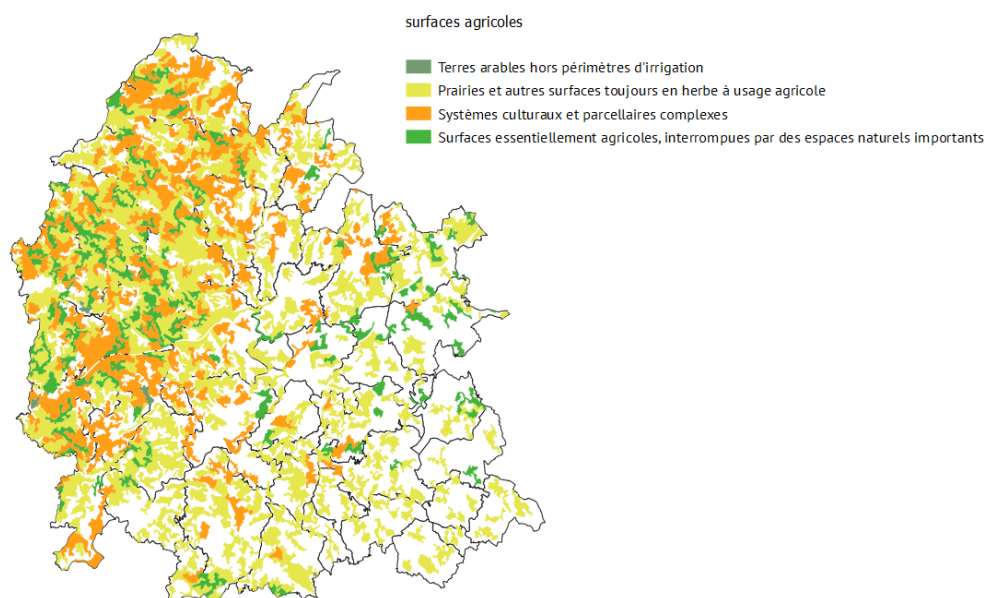 surfaces agricoles
Terres arables hors périmètres d'irrigation
Prairies et autres surfaces toujours en herbe à usage agricole
Systèmes culturaux et parcellaires complexes
Surfaces essentiellement agricoles, interrompues par des espaces naturels importants